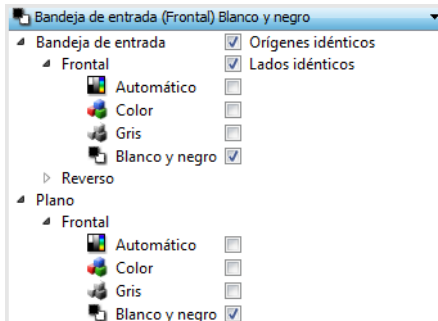 Bandeja de entrada (Frontal) Blanco y negro
Bandeja de entrada Orígenes idénticos
Frontal Lados idénticos
Automático
Color
Gris
Blanco y negro
Reverso
Plano
Frontal
Automático
Color
Gris
Blanco y negro